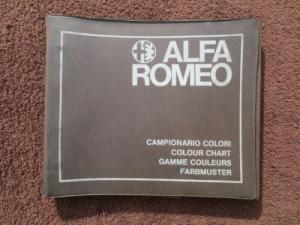 ALFA
ROMEO
CAMPIONARIO COLORI
COLOUR CHART
GAMME COULEURS
FARBMUSTER